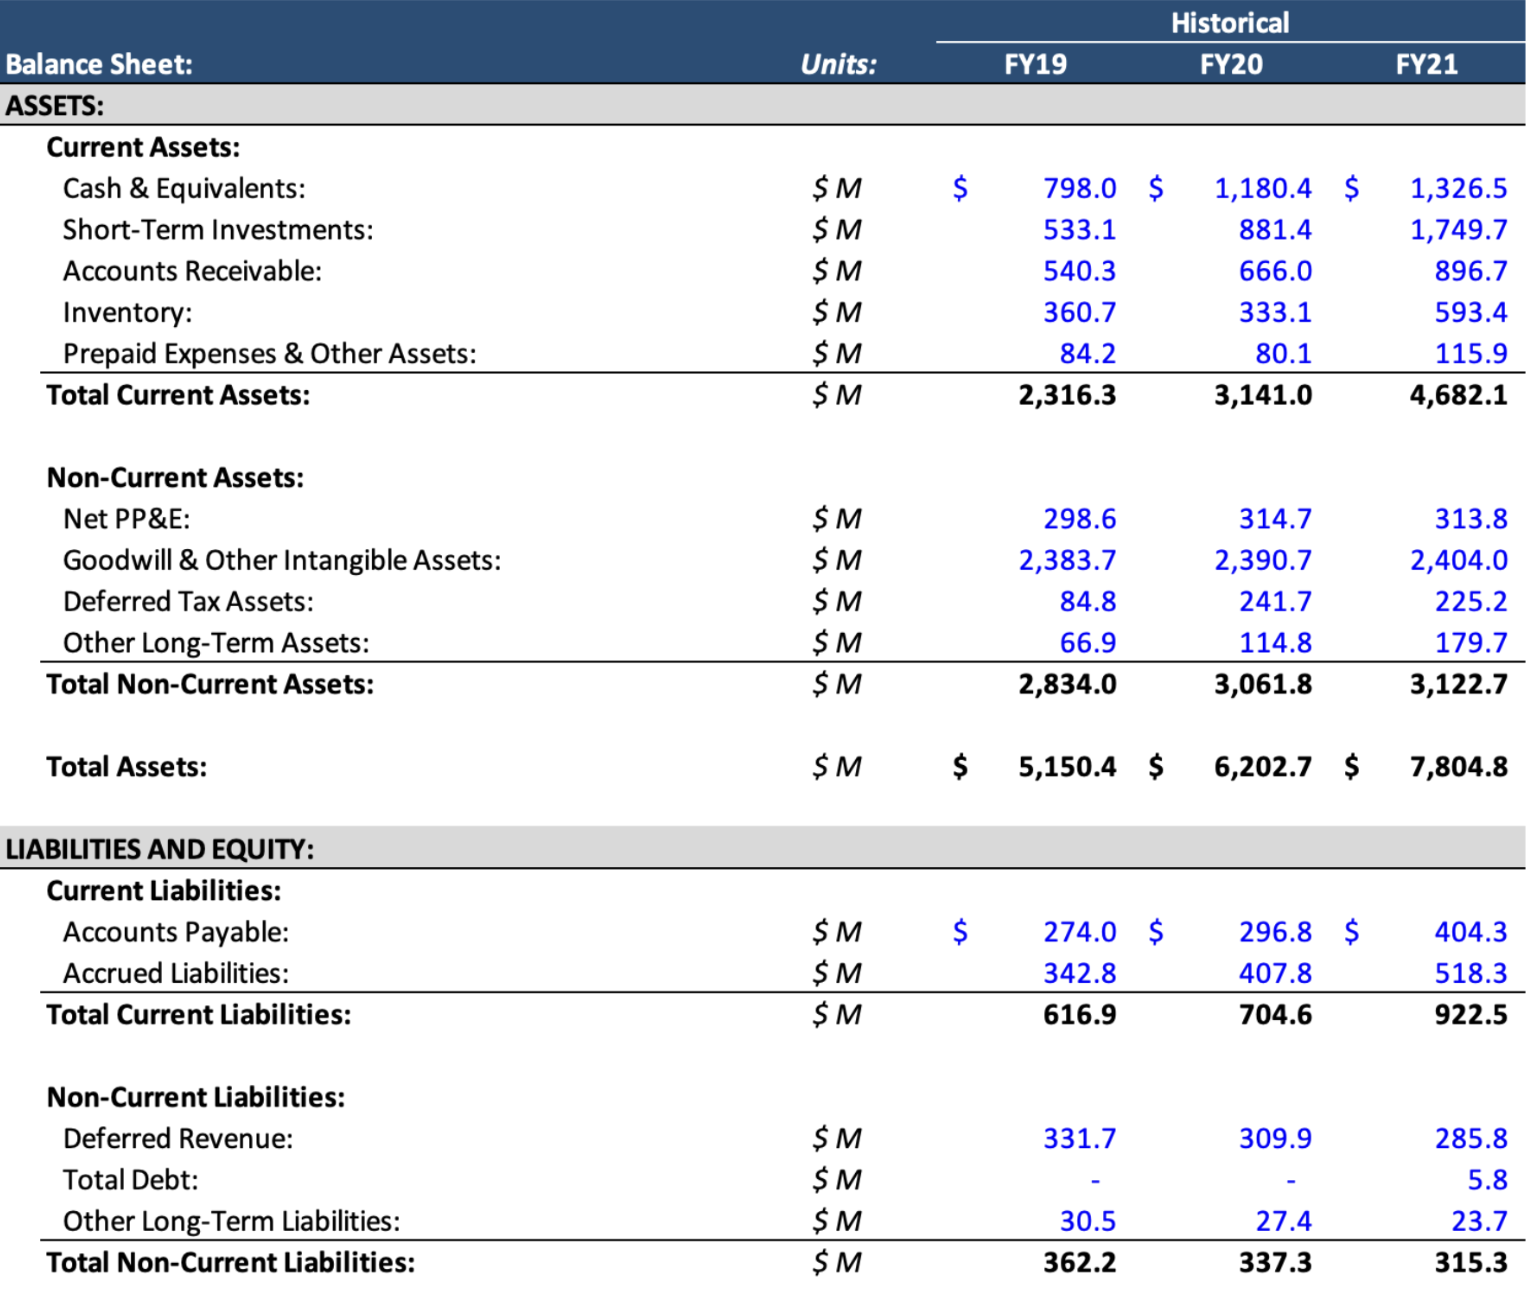 Historical
Balance Sheet: Units: FY19 FY20 FY21
ASSETS:
Current Assets:
Cash & Equivalents: $ M $ 798.0 $ 1,180.4 $ 1,326.5
Short-Term Investments: $ M 533.1 881.4 1,749.7
Accounts Receivable: $ M 540.3 666.0 896.7
Inventory: $ M 360.7 333.1 593.4
Prepaid Expenses & Other Assets: $ M 84.2 80.1 115.9
Total Current Assets: $ M 2,316.3 3,141.0 4,682.1
Non-Current Assets:
Net PP&E: $ M 298.6 314.7 313.8
Goodwill & Other Intangible Assets: $ M 2,383.7 2,390.7 2,404.0
Deferred Tax Assets: $ M 84.8 241.7 225.2
Other Long-Term Assets: $ M 66.9 114.8 179.7
Total Non-Current Assets: $ M 2,834.0 3,061.8 3,122.7
Total Assets: $ M $ 5,150.4 $ 6,202.7 $ 7,804.8
LIABILITIES AND EQUITY:
Current Liabilities:
Accounts Payable: $ M $ 274.0 $ 296.8 $ 404.3
Accrued Liabilities: $ M 342.8 407.8 518.3
Total Current Liabilities: $ M 616.9 704.6 922.5
Non-Current Liabilities:
Deferred Revenue: $ M 331.7 309.9 285.8
Total Debt: $ M - - 5.8
Other Long-Term Liabilities: $ M 30.5 27.4 23.7
Total Non-Current Liabilities: $ M 362.2 337.3 315.3